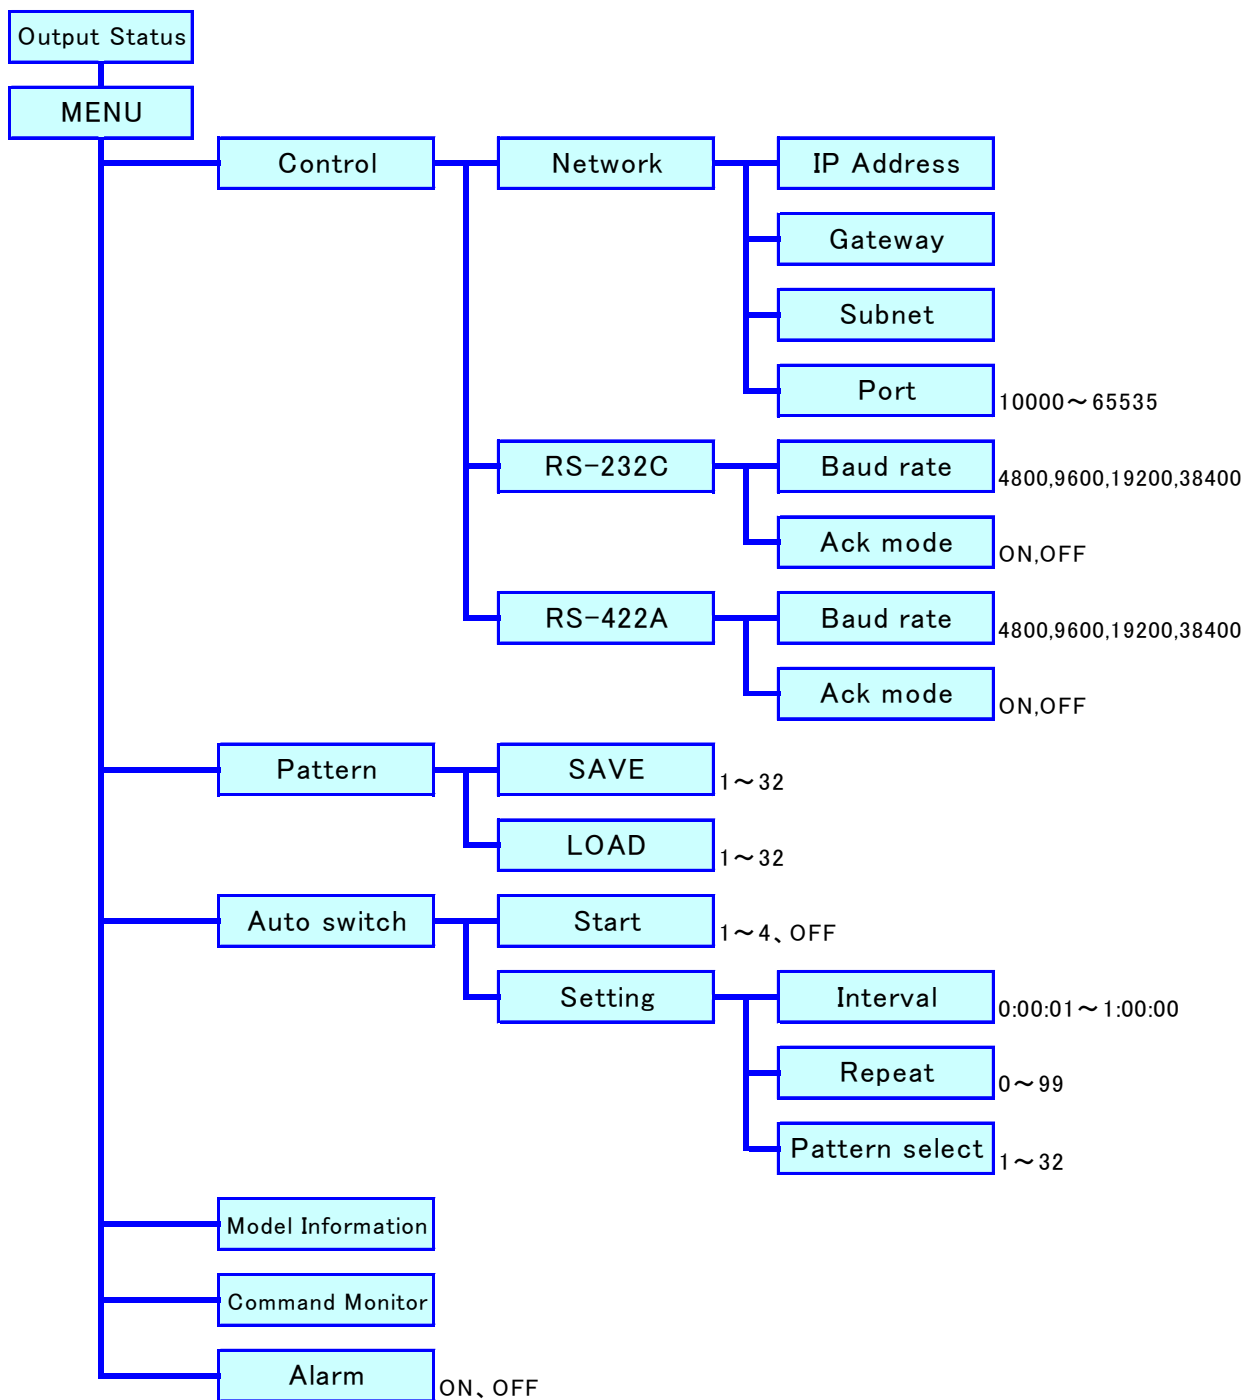 Output Status
MENU
Control
Network
IP Address
Gateway
Subnet
Port
10000～65535
RS-232C
Baud rate
4800,9600,19200,38400
Ack mode
ON,OFF
RS-422A
Baud rate
4800,9600,19200,38400
Ack mode
ON,OFF
Pattern
SAVE
1～32
LOAD
1～32
Auto switch
Start
1～4、OFF
Setting
Interval
0:00:01～1:00:00
Repeat
0～99
Pattern select
1～32
Model Information
Command Monitor
Alarm
ON、OFF